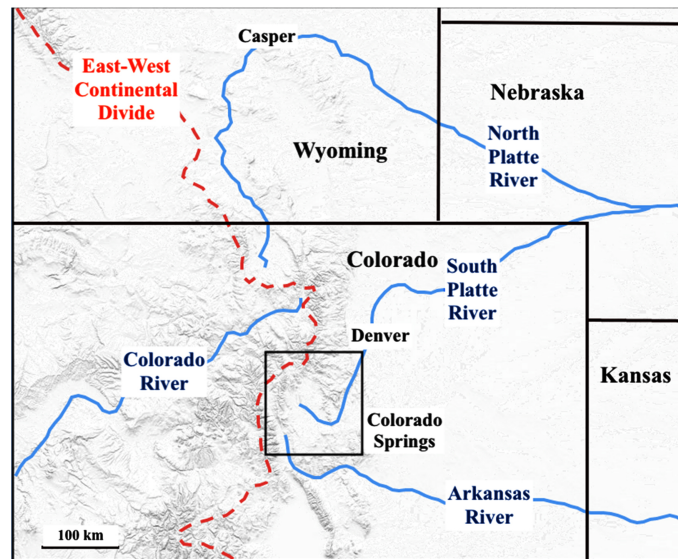 Casper
East-West
Continental
Divide
Nebraska
Wyoming
North
Platte
River
Colorado
South
Platte
River
Denver
Colorado
River
Kansas
Colorado
Springs
Arkansas
River
100 km